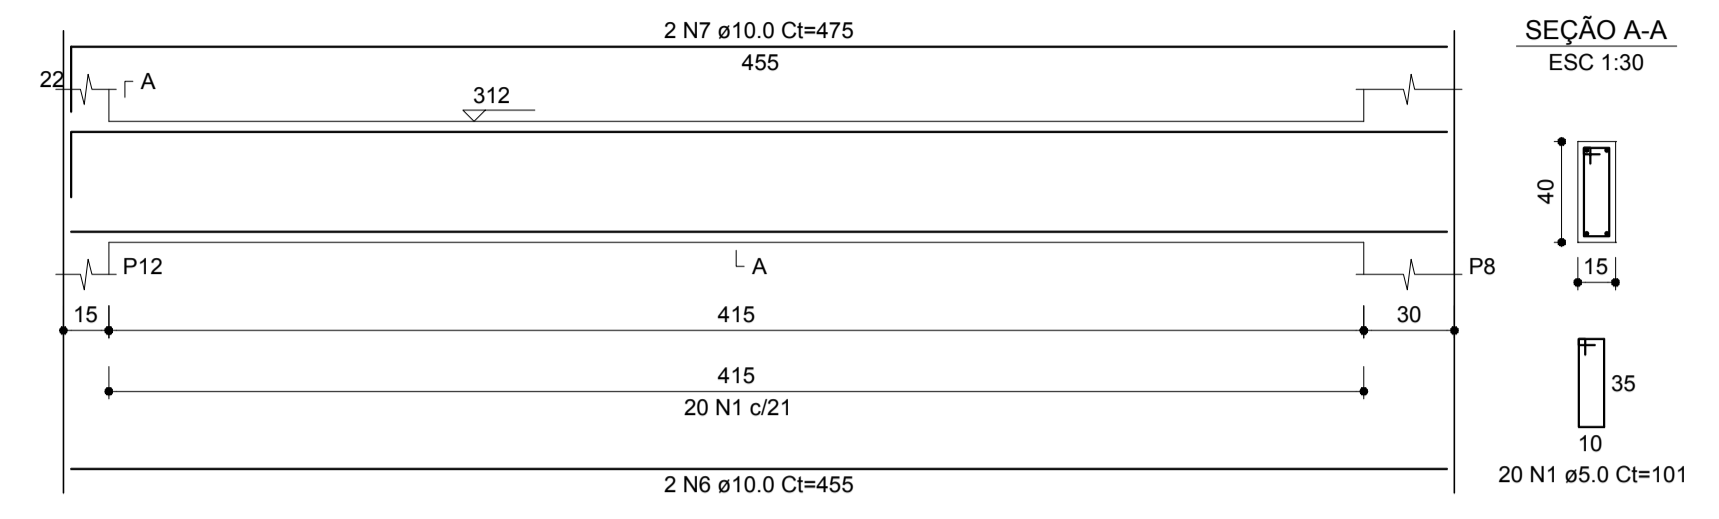 2 N7 ø10.0 Ct=475
455
22
A
312
P12
A
P8
15
415
30
415
20 N1 c/21
2 N6 ø10.0 Ct=455
SEÇÃO A-A
ESC 1:30
40
15
35
10
20 N1 ø5.0 Ct=101